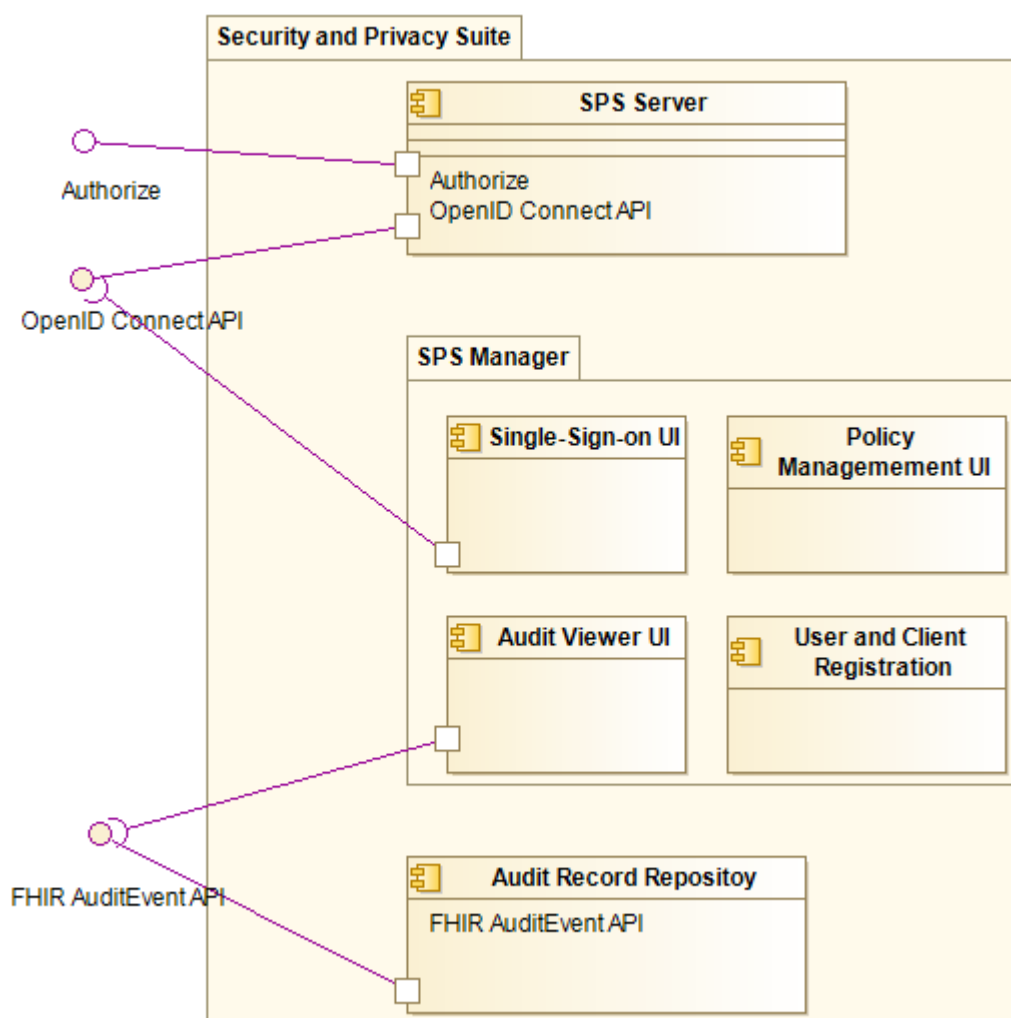 Security and Privacy Suite
SPS Server
Authorize
Authorize
OpenID Connect API
OpenID Connect API
SPS Manager
Single-Sign-on UI
Policy
Managemement UI
Audit Viewer UI
User and Client
Registration
FHIR AuditEvent API
Audit Record Repositoy
FHIR AuditEvent API